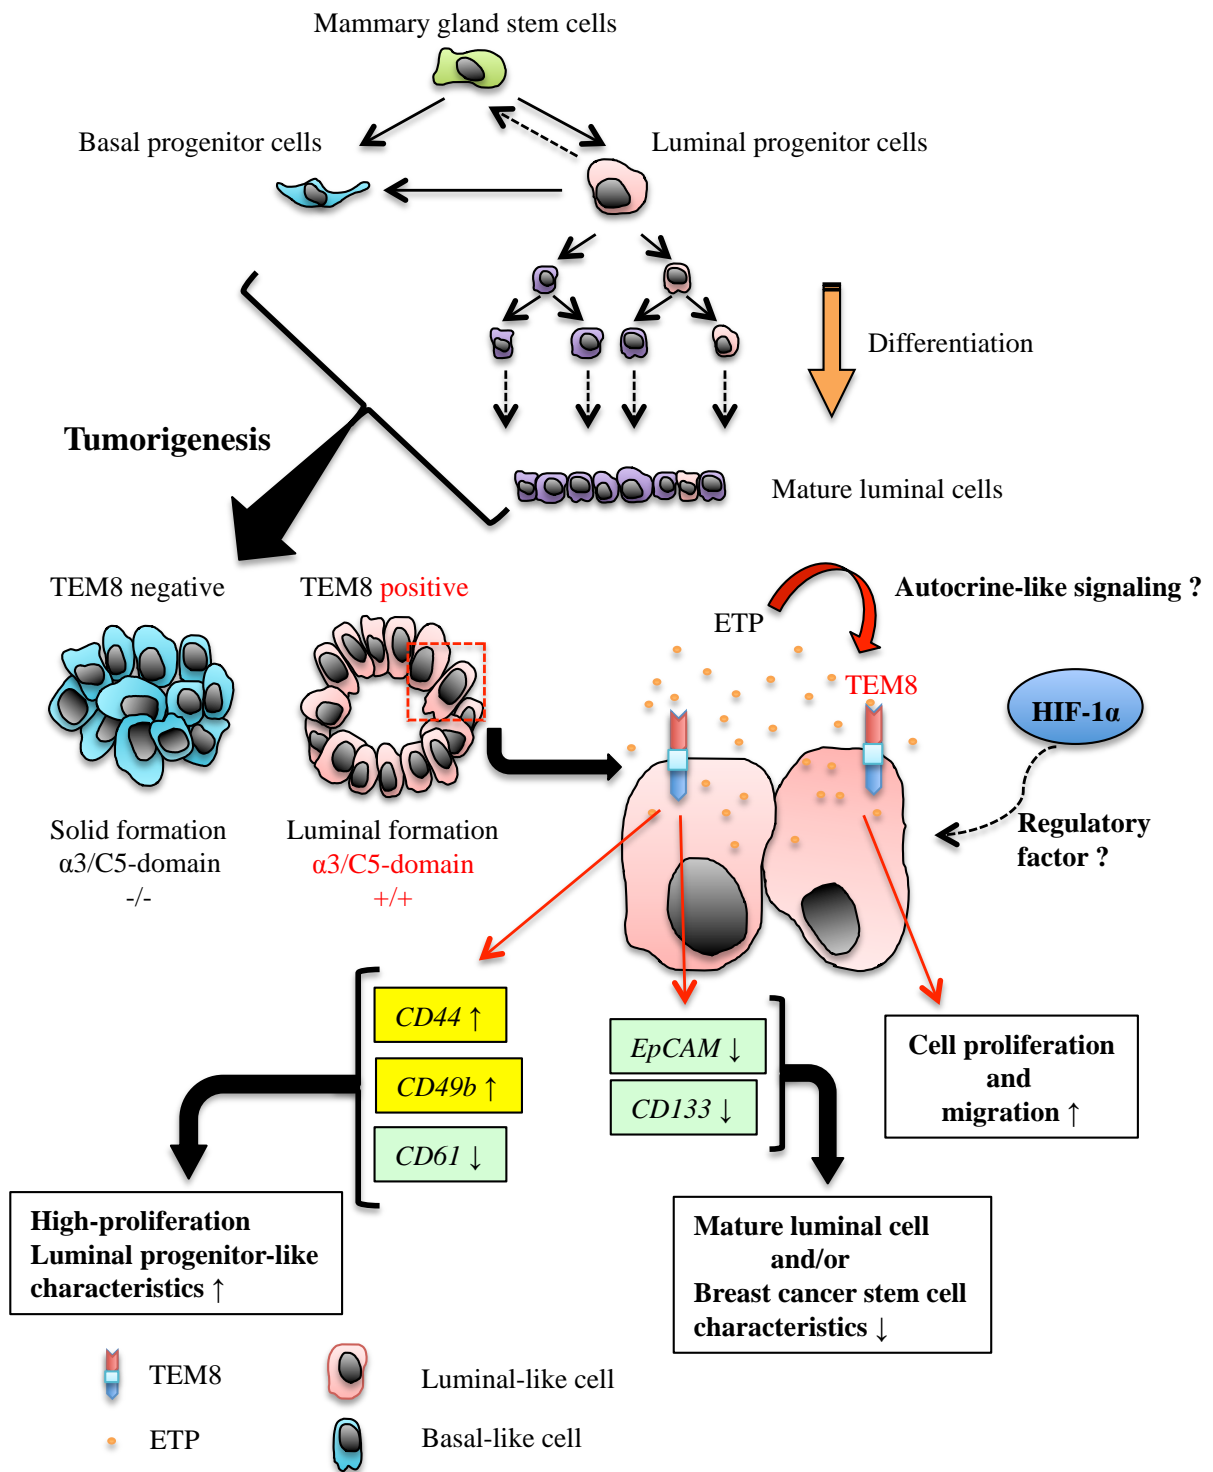 Mammary gland stem cells
Basal progenitor cells
Luminal progenitor cells
Differentiation
Tumorigenesis
Mature luminal cells
TEM8 negative
TEM8 positive
Autocrine-like signaling ?
ETP
TEM8
HIF-1α
Solid formation
α3/C5-domain
-/-
Luminal formation
α3/C5-domain
+/+
Regulatory
factor ?
CD44 ↑
CD49b ↑
CD61 ↓
EpCAM ↓
CD133 ↓
Cell proliferation
and
migration ↑
High-proliferation
Luminal progenitor-like
characteristics ↑
Mature luminal cell
and/or
Breast cancer stem cell
characteristics ↓
TEM8
Luminal-like cell
ETP
Basal-like cell